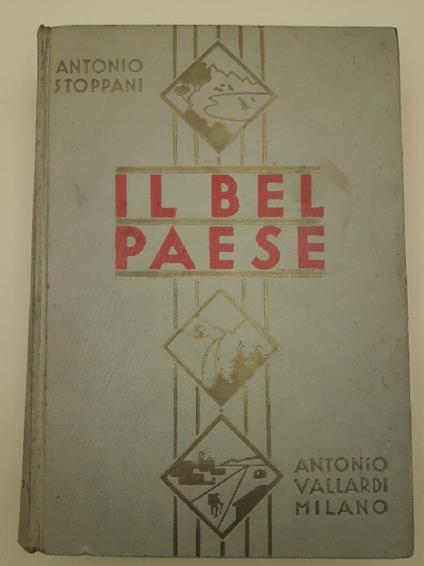 ANTONIO
STOPPANI
IL BEL
PAESE
ANTONIO
VALLARDI
MILANO